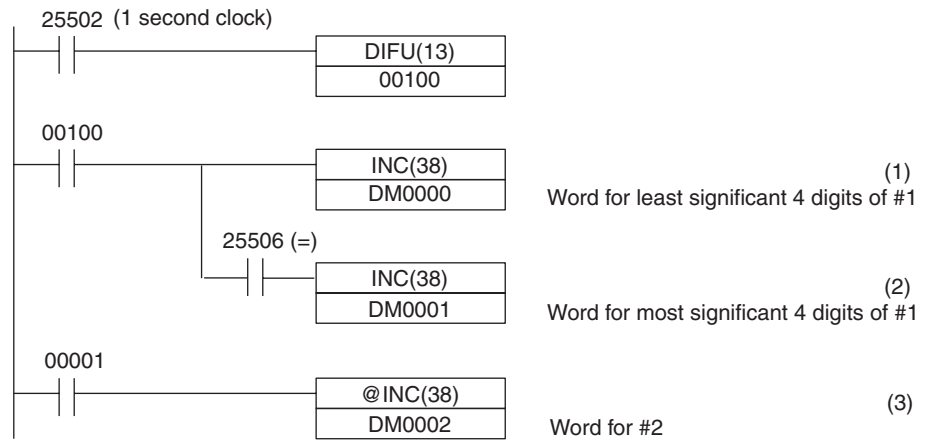 25502 (1 second clock)
DIFU(13)
00100
00100
INC(38)
(1)
DM0000
Word for least significant 4 digits of #1
25506 (=)
INC(38)
(2)
DM0001
Word for most significant 4 digits of #1
00001
@INC(38)
(3)
DM0002
Word for #2